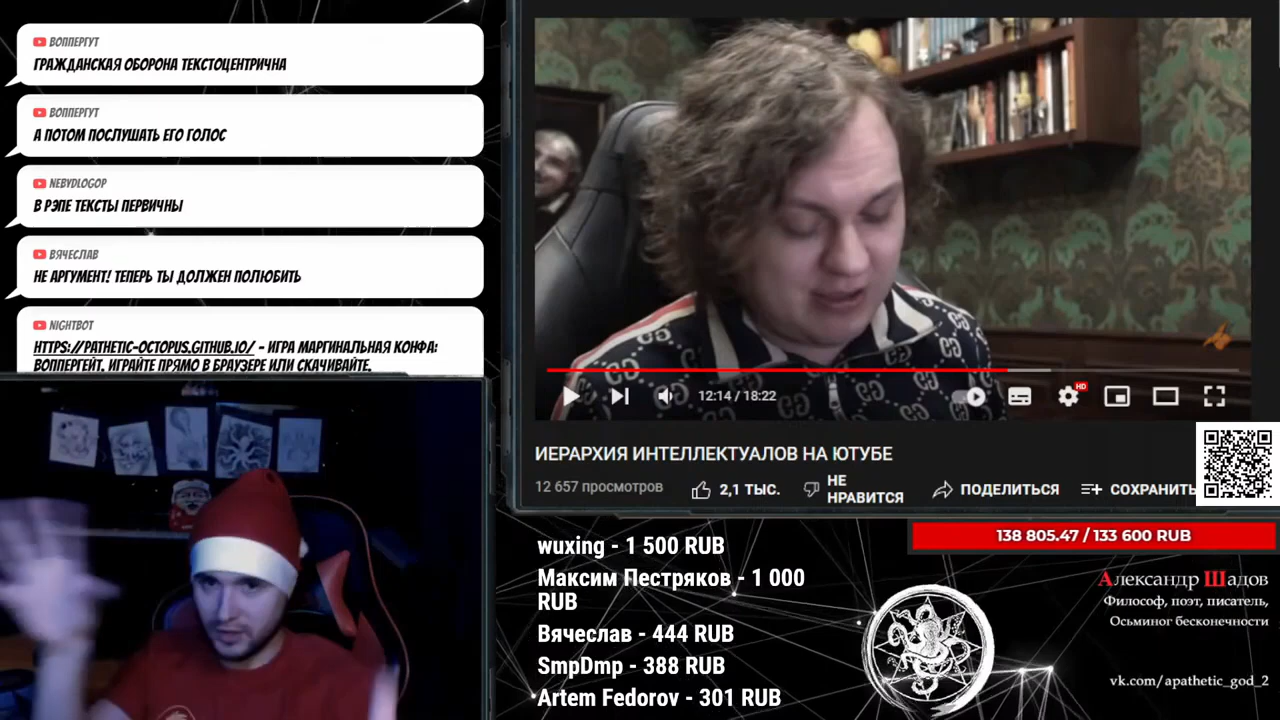 ВОППЕРГУТ
ГРАЖДАНСКАЯ ОБОРОНА ТЕКСТОЦЕНТРИЧНА
ВОППЕРГУТ
А ПОТОМ ПОСЛУШАТЬ ЕГО ГОЛОС
NEBYDLOGOP
В РЭПЕ ТЕКСТЫ ПЕРВИЧНЫ
ВЯЧЕСЛАВ
НЕ АРГУМЕНТ! ТЕПЕРЬ ТЫ ДОЛЖЕН ПОЛЮБИТЬ
NIGHTBOT
HTTPS://PATHETIC-OCTOPUS.GITHUB.IO/ - ИГРА МАРГИНАЛЬНАЯ КОНФА:
ВОППЕРГЕЙТ. ИГРАЙТЕ ПРЯМО В БРАУЗЕРЕ ИЛИ СКАЧИВАЙТЕ.
12:14 / 18:22
HD
ИЕРАРХИЯ ИНТЕЛЛЕКТУАЛОВ НА ЮТУБЕ
12 657 просмотров
2,1 ТЫС.
НЕ
НРАВИТСЯ
ПОДЕЛИТЬСЯ
СОХРАНИТЬ
138 805.47 / 133 600 RUB
wuxing - 1 500 RUB
Максим Пестряков - 1 000
RUB
Вячеслав - 444 RUB
SmpDmp - 388 RUB
Artem Fedorov - 301 RUB
Александр Шадов
Философ, поэт, писатель,
Осьминог бесконечности
vk.com/apathetic_god_2